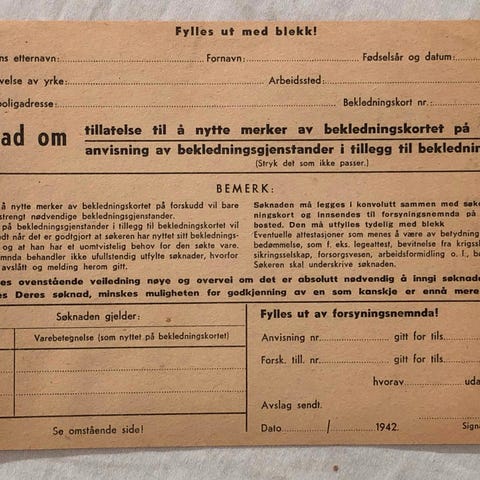 Fylles ut med blekk!
ns etternavn: Fornavn: Fødselsår og datum:
velse av yrke: Arbeidssted:
boligadresse: Bekledningskort nr.:
ad om tillatelse til å nytte merker av bekledningskortet på
anvisning av bekledningsgjenstander i tillegg til beklednin
(Stryk det som ikke passer.)
BEMERK:
å nytte merker av bekledningskortet på forskudd vil bare
strengt nødvendige bekledningsgjenstander.
på bekledningsgjenstander i tillegg til bekledningskortet vil
dt når det er godtgjort at søkeren har nyttet sitt beklednings-
og at han har et uomtvistelig behov for den søkte vare.
mnda behandler ikke ufullstendig utfylte søknader, hvorfor
avslått og melding herom gitt.
Søknaden må legges i konvolutt sammen med søke
ningskort og innsendes til forsyningsnemnda på
bosted. Den må utfylles tydelig med blekk
Eventuelle attestasjoner som menes å være av betydning
bedømmelse, som f. eks. legeattest, bevitnelse fra krigssk
sikringsselskap, forsorgsvesen, arbeidsformidling o. l., be
Søkeren skal underskrive søknaden.
es ovenstående veiledning nøye og overvei om det er absolutt nødvendig å inngi søknade
es Deres søknad, minskes muligheten for godkjenning av en som kanskje er ennå mere
Søknaden gjelder:
Varebetegnelse (som nyttet på bekledningskortet)
Se omstående side!
Fylles ut av forsyningsnemnda!
Anvisning nr. gitt for tils.
Forsk. till. nr. gitt for tils.
hvorav uda
Avslag sendt.
Dato / 1942. Signa